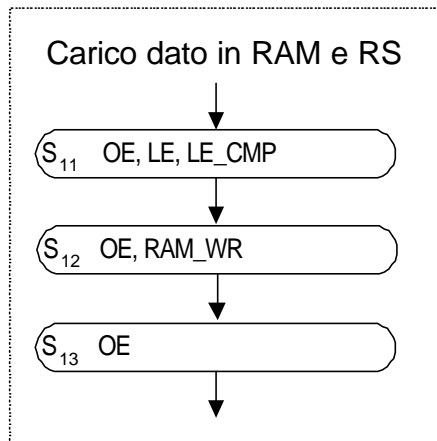 Carico dato in RAM e RS
S11 OE, LE, LE_CMP
S12 OE, RAM_WR
S13 OE